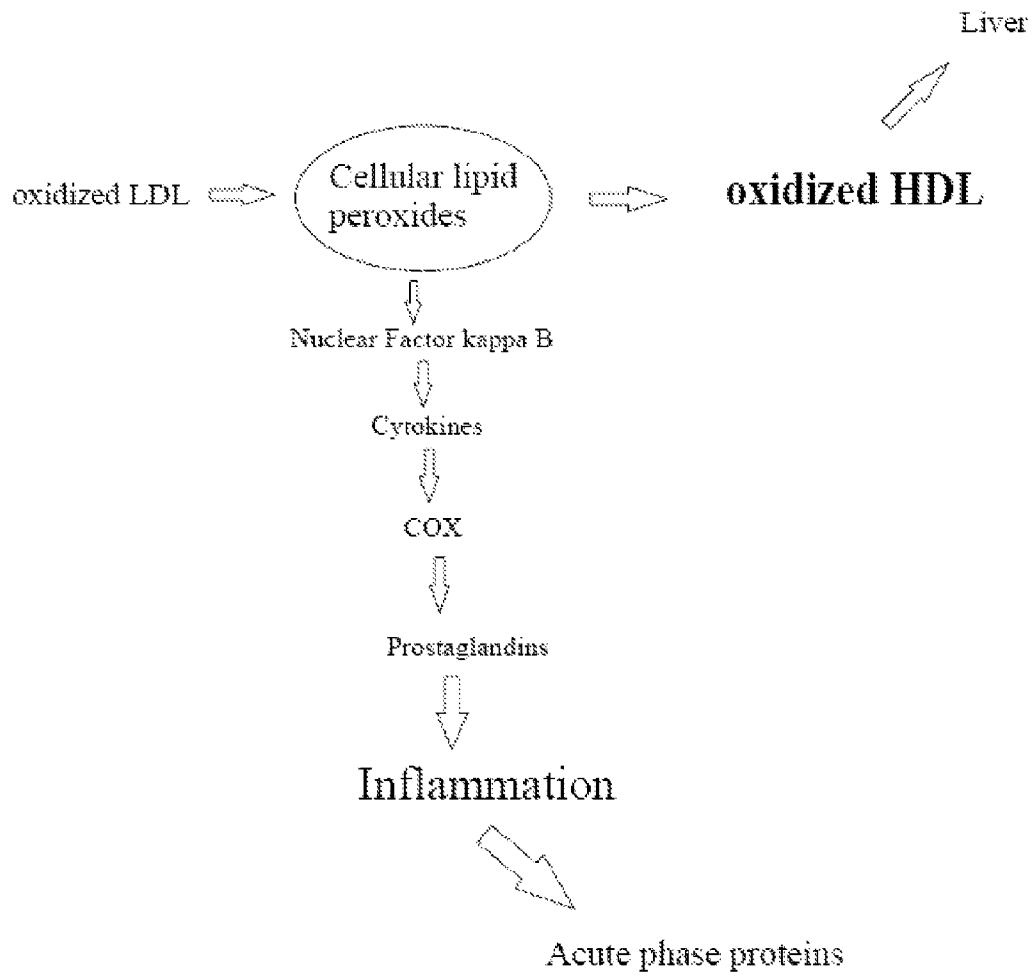 Liver
oxidized LDL
Cellular lipid
peroxides
oxidized HDL
Nuclear Factor kappa B
Cytokines
COX
Prostaglandins
Inflammation
Acute phase proteins